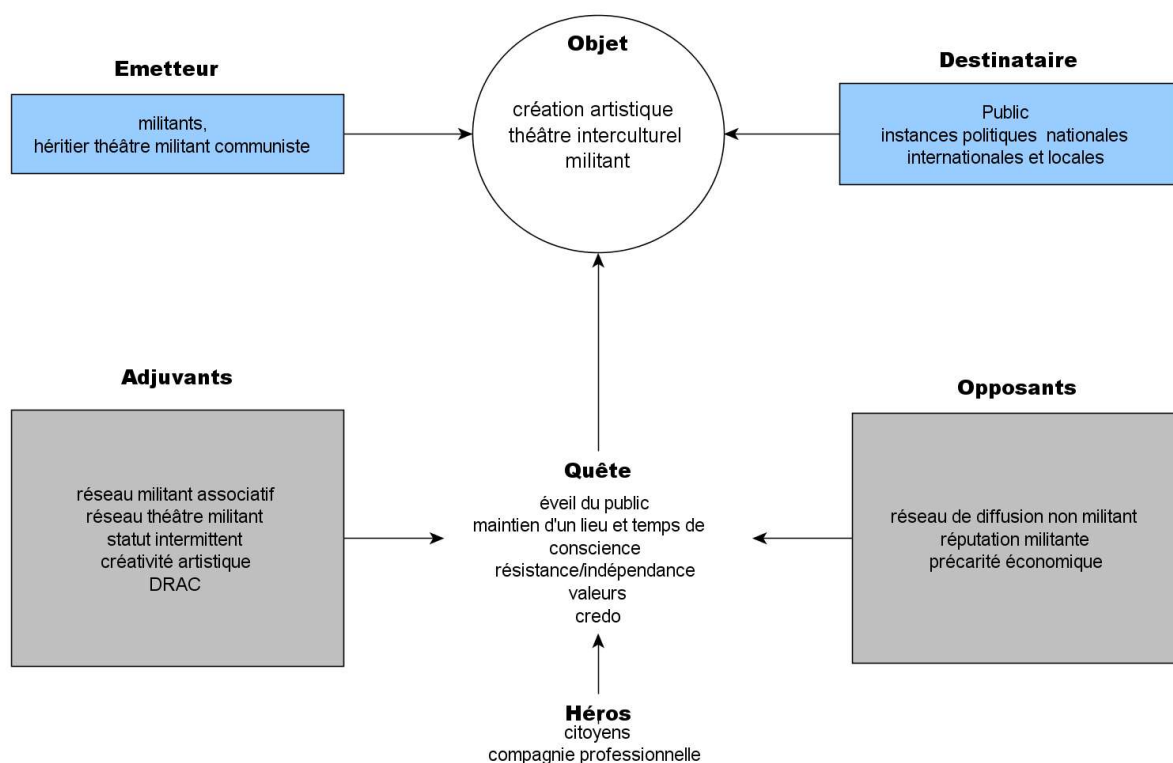 Objet
création artistique
théâtre interculturel
militant
Emetteur
militants,
héritier théâtre militant communiste
Destinataire
Public
instances politiques nationales
internationales et locales
Adjuvants
réseau militant associatif
réseau théâtre militant
statut intermittent
créativité artistique
DRAC
Quête
éveil du public
maintien d'un lieu et temps de
conscience
résistance/indépendance
valeurs
credo
Opposants
réseau de diffusion non militant
réputation militante
précarité économique
Héros
citoyens
compagnie professionnelle